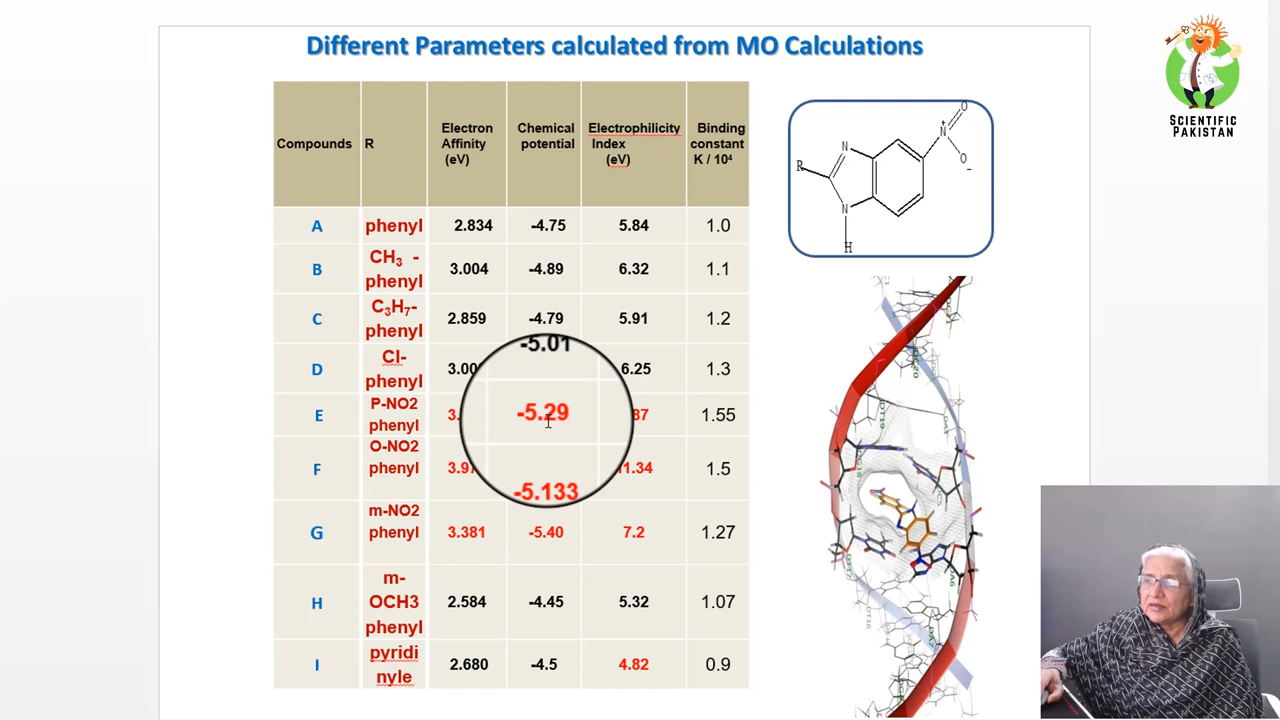 Different Parameters calculated from MO Calculations
SCIENTIFIC
PAKISTAN
Compounds R Electron Affinity (eV) Chemical potential Electrophilicity Index (eV) Binding constant K / 10⁴
A phenyl 2.834 -4.75 5.84 1.0
B CH₃ - phenyl 3.004 -4.89 6.32 1.1
C C₃H₇- phenyl 2.859 -4.79 5.91 1.2
D Cl- phenyl -5.01 6.25 1.3
E P-NO2 phenyl -5.29 1.55
F O-NO2 phenyl -5.133 11.34 1.5
G m-NO2 phenyl 3.381 -5.40 7.2 1.27
H m- OCH3 phenyl 2.584 -4.45 5.32 1.07
I pyridi nyle 2.680 -4.5 4.82 0.9
O
N
+
N
R
O
-
N
H